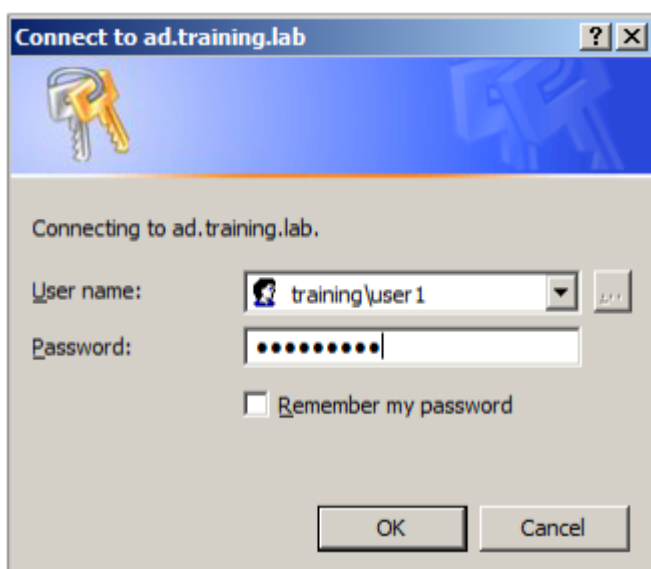 Connect to ad.training.lab
Connecting to ad.training.lab.
User name: training\user1 ...
Password: ●●●●●●●●●
Remember my password
OK Cancel